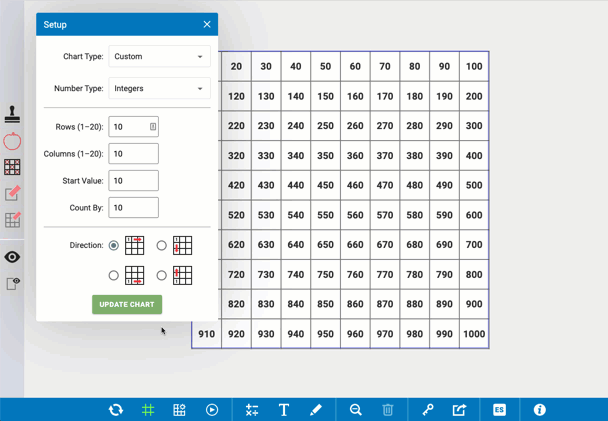 Setup ×
Chart Type: Custom
Number Type: Integers
Rows (1–20): 10
Columns (1–20): 10
Start Value: 10
Count By: 10
Direction:
UPDATE CHART
20 30 40 50 60 70 80 90 100
120 130 140 150 160 170 180 190 200
220 230 240 250 260 270 280 290 300
320 330 340 350 360 370 380 390 400
420 430 440 450 460 470 480 490 500
520 530 540 550 560 570 580 590 600
620 630 640 650 660 670 680 690 700
720 730 740 750 760 770 780 790 800
820 830 840 850 860 870 880 890 900
910 920 930 940 950 960 970 980 990 1000
T
ES